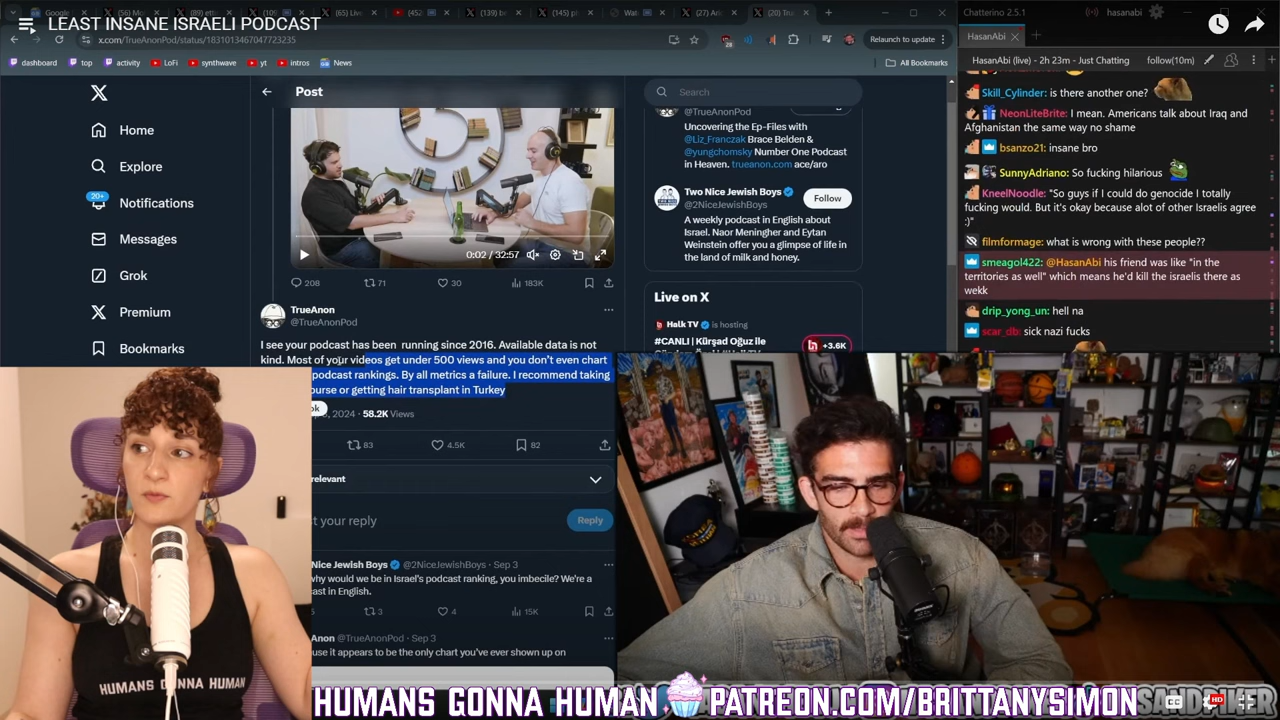 LEAST INSANE ISRAELI PODCAST
x.com/TrueAnonPod/status/1831013467047723235
Relaunch to update
dashboard
top
activity
LoFi
synthwave
yt
intros
News
All Bookmarks
Home
Explore
20+
Notifications
Messages
Grok
Premium
Bookmarks
Post
0:02 / 32:57
208
71
30
183K
TrueAnon
@TrueAnonPod
I see your podcast has been running since 2016. Available data is not
kind. Most of your videos get under 500 views and you don't even chart
podcast rankings. By all metrics a failure. I recommend taking
urse or getting hair transplant in Turkey
, 2024 · 58.2K Views
83
4.5K
82
relevant
t your reply
Reply
Nice Jewish Boys @2NiceJewishBoys · Sep 3
why would we be in Israel's podcast ranking, you imbecile? We're a
cast in English.
3
4
15K
Anon @TrueAnonPod · Sep 3
use it appears to be the only chart you've ever shown up on
Search
@TrueAnonPod
Uncovering the Ep-Files with
@Liz_Franczak Brace Belden &
@yungchomsky Number One Podcast
in Heaven. trueanon.com ace/aro
Two Nice Jewish Boys
@2NiceJewishBoys
Follow
A weekly podcast in English about
Israel. Naor Meningher and Eytan
Weinstein offer you a glimpse of life in
the land of milk and honey.
Live on X
Halk TV is hosting
#CANLI | Kürşad Oğuz ile
+3.6K
Chatterino 2.5.1
hasanabi
HasanAbi
HasanAbi (live) - 2h 23m - Just Chatting
follow(10m)
Skill_Cylinder: is there another one?
NeonLiteBrite: I mean. Americans talk about Iraq and
Afghanistan the same way no shame
bsanzo21: insane bro
SunnyAdriano: So fucking hilarious
KneelNoodle: "So guys if I could do genocide I totally
fucking would. But it's okay because alot of other Israelis agree
:)"
filmformage: what is wrong with these people??
smeagol422: @HasanAbi his friend was like "in the
territories as well" which means he'd kill the israelis there as
wekk
drip_yong_un: hell na
scar_db: sick nazi fucks
HUMANS GONNA HUMAN
HUMANS GONNA HUMAN PATREON.COM/BRITTANYSIMON